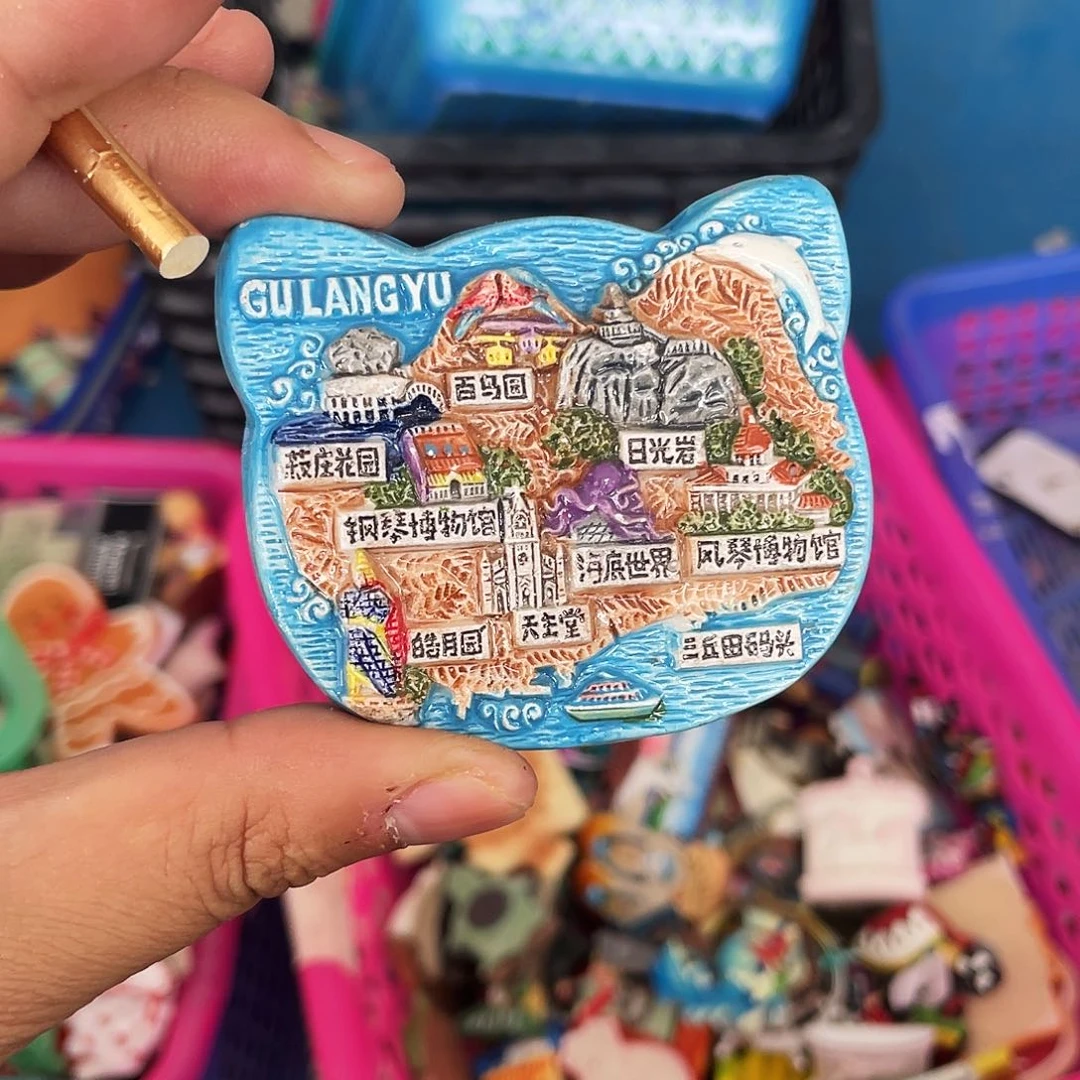 GULANGYU
百鸟园
日光岩
菽庄花园
钢琴博物馆
海底世界
风琴博物馆
皓月园
天主堂
三丘田码头